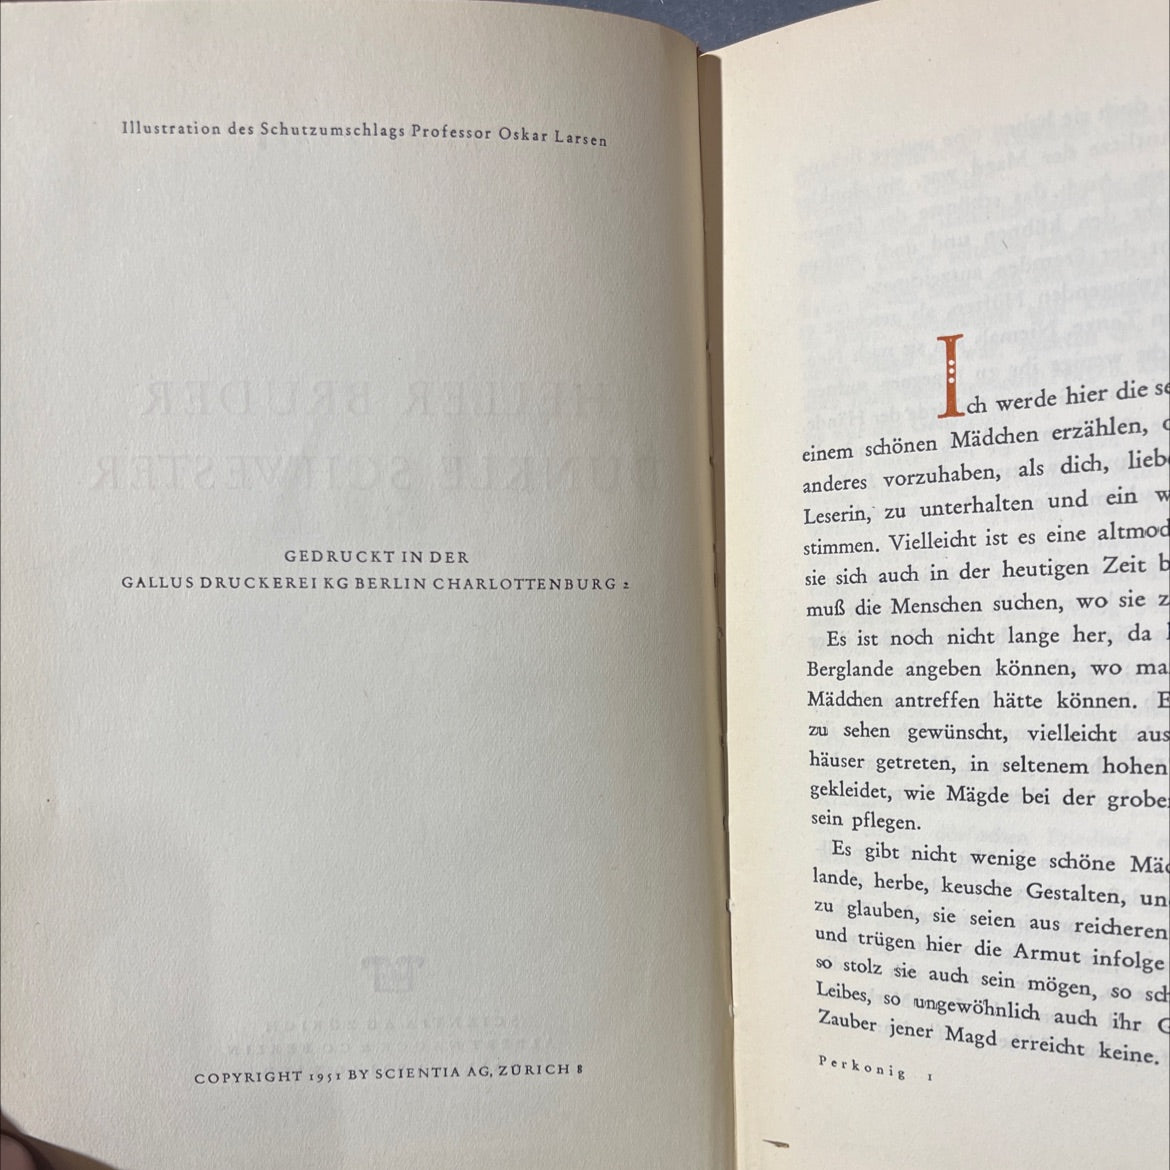 Illustration des Schutzumschlags Professor Oskar Larsen
HELLER BRUDER
DUNKLE SCHWESTER
GEDRUCKT IN DER
GALLUS DRUCKEREI KG BERLIN CHARLOTTENBURG 2
COPYRIGHT 1951 BY SCIENTIA AG, ZÜRICH 8
Ich werde hier die
einem schönen Mädchen erzählen,
anderes vorzuhaben, als dich,
Leserin, zu unterhalten und ein
stimmen. Vielleicht ist es eine
sie sich auch in der heutigen Zeit
muß die Menschen suchen, wo sie
Es ist noch nicht lange her, da
Berglande angeben können, wo
Mädchen antreffen hätte können.
zu sehen gewünscht, vielleicht aus
häuser getreten, in seltenem hohen
gekleidet, wie Mägde bei der
sein pflegen.
Es gibt nicht wenige schöne
lande, herbe, keusche Gestalten,
zu glauben, sie seien aus reicheren
und trügen hier die Armut infolge
so stolz sie auch sein mögen, so
Leibes, so ungewöhnlich auch ihr
Zauber jener Magd erreicht keine.
Perkonig 1